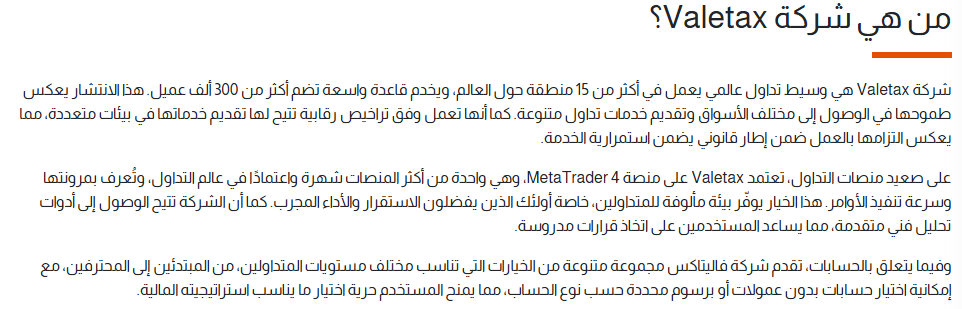 من هي شركة Valetax؟
شركة Valetax هي وسيط تداول عالمي يعمل في أكثر من 15 منطقة حول العالم، ويخدم قاعدة واسعة تضم أكثر من 300 ألف عميل. هذا الانتشار يعكس
طموحها في الوصول إلى مختلف الأسواق وتقديم خدمات تداول متنوعة. كما أنها تعمل وفق تراخيص رقابية تتيح لها تقديم خدماتها في بيئات متعددة، مما
يعكس التزامها بالعمل ضمن إطار قانوني يضمن استمرارية الخدمة.
على صعيد منصات التداول، تعتمد Valetax على منصة MetaTrader 4، وهي واحدة من أكثر المنصات شهرة واعتمادًا في عالم التداول، وتُعرف بمرونتها
وسرعة تنفيذ الأوامر. هذا الخيار يوفّر بيئة مألوفة للمتداولين، خاصة أولئك الذين يفضلون الاستقرار والأداء المجرب. كما أن الشركة تتيح الوصول إلى أدوات
تحليل فني متقدمة، مما يساعد المستخدمين على اتخاذ قرارات مدروسة.
وفيما يتعلق بالحسابات، تقدم شركة فاليتاكس مجموعة متنوعة من الخيارات التي تناسب مختلف مستويات المتداولين، من المبتدئين إلى المحترفين، مع
إمكانية اختيار حسابات بدون عمولات أو برسوم محددة حسب نوع الحساب، مما يمنح المستخدم حرية اختيار ما يناسب استراتيجيته المالية.